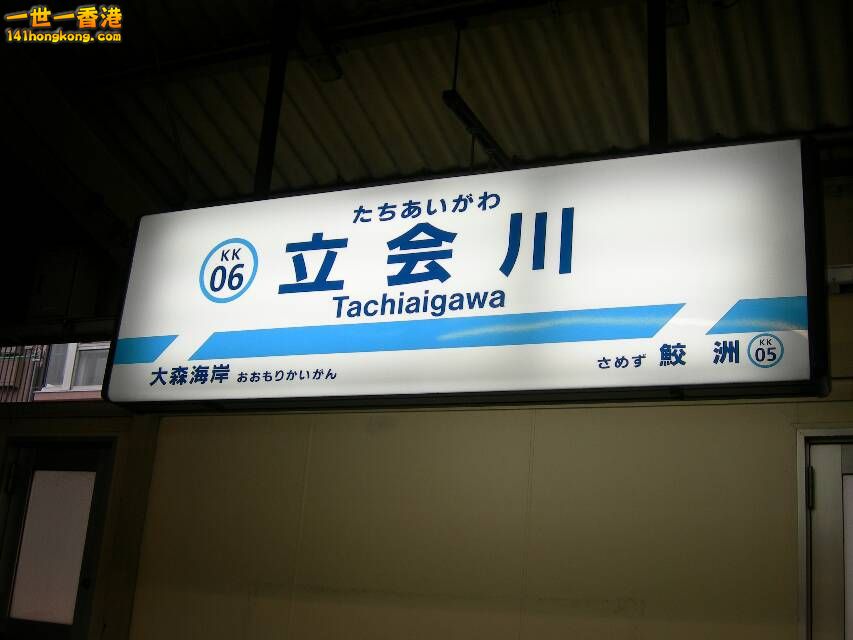 一世一香港
141hongkong.com
たちあいがわ
KK
06
立会川
Tachiaigawa
大森海岸 おおもりかいがん
さめず 鮫洲 KK
05